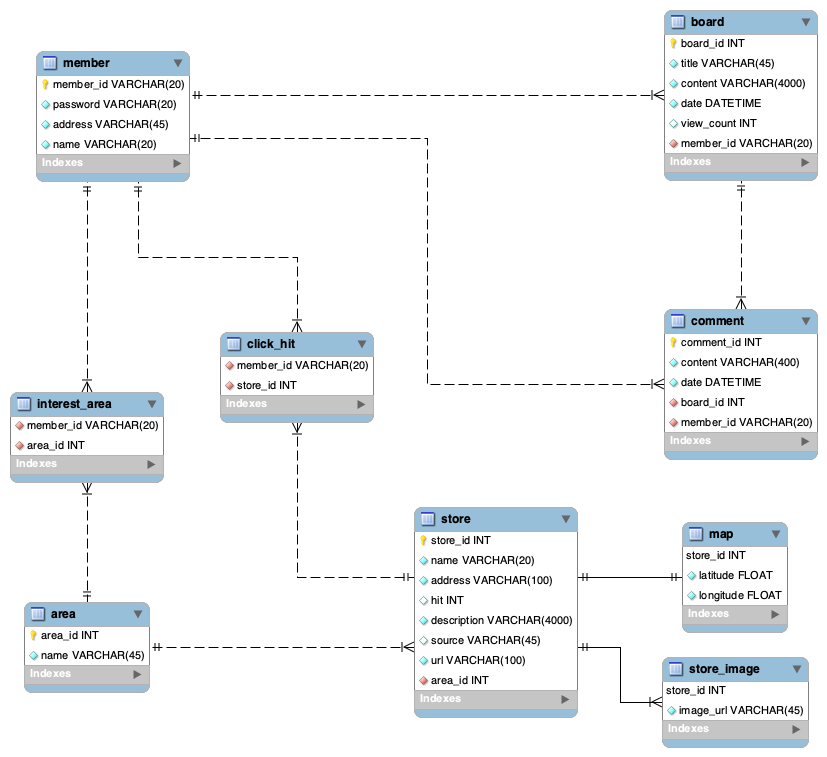 member
member_id VARCHAR(20)
password VARCHAR(20)
address VARCHAR(45)
name VARCHAR(20)
Indexes
board
board_id INT
title VARCHAR(45)
content VARCHAR(4000)
date DATETIME
view_count INT
member_id VARCHAR(20)
Indexes
click_hit
member_id VARCHAR(20)
store_id INT
Indexes
comment
comment_id INT
content VARCHAR(400)
date DATETIME
board_id INT
member_id VARCHAR(20)
Indexes
interest_area
member_id VARCHAR(20)
area_id INT
Indexes
store
store_id INT
name VARCHAR(20)
address VARCHAR(100)
hit INT
description VARCHAR(4000)
source VARCHAR(45)
url VARCHAR(100)
area_id INT
Indexes
map
store_id INT
latitude FLOAT
longitude FLOAT
Indexes
area
area_id INT
name VARCHAR(45)
Indexes
store_image
store_id INT
image_url VARCHAR(45)
Indexes